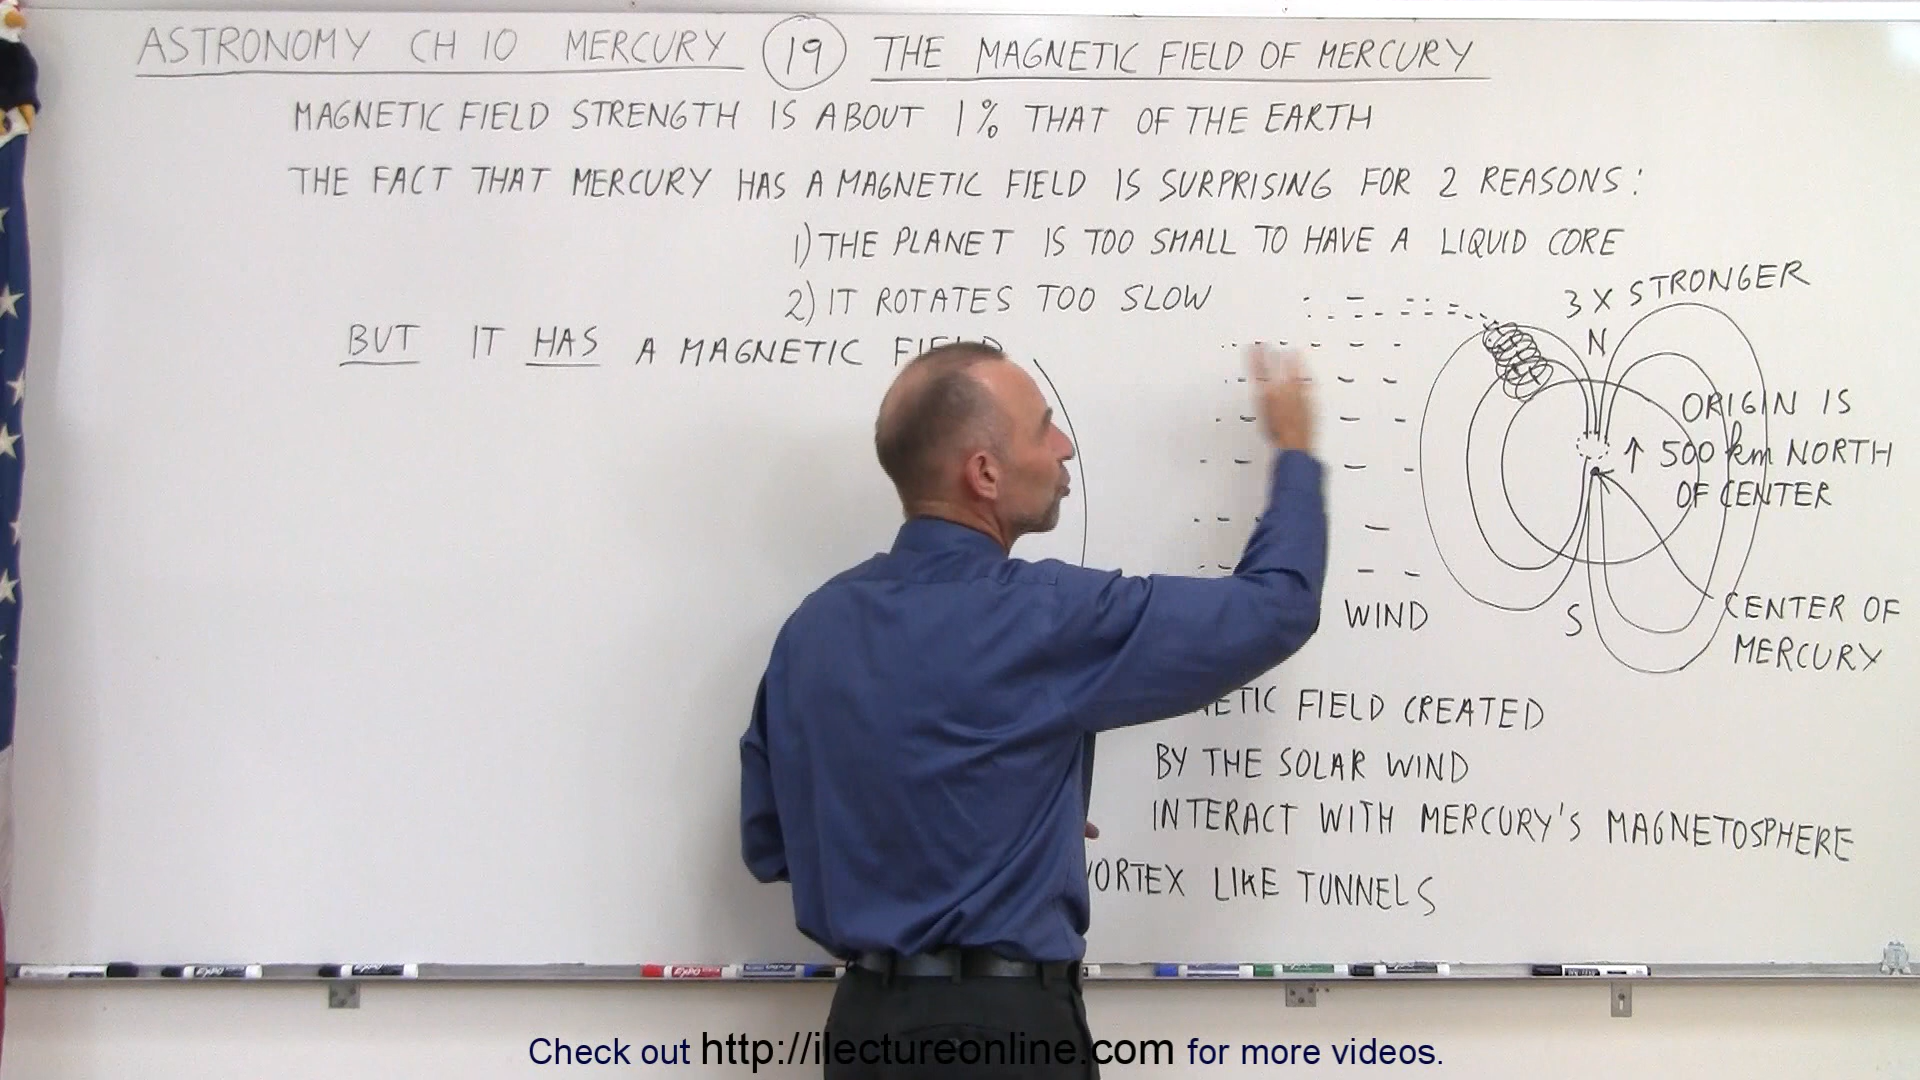 ASTRONOMY CH 10 MERCURY 19 THE MAGNETIC FIELD OF MERCURY
MAGNETIC FIELD STRENGTH IS ABOUT 1% THAT OF THE EARTH
THE FACT THAT MERCURY HAS A MAGNETIC FIELD IS SURPRISING FOR 2 REASONS:
1) THE PLANET IS TOO SMALL TO HAVE A LIQUID CORE
2) IT ROTATES TOO SLOW
BUT IT HAS A MAGNETIC FIELD
3 X STRONGER
N
ORIGIN IS
↑ 500 km NORTH
OF CENTER
WIND
S
CENTER OF
MERCURY
ETIC FIELD CREATED
BY THE SOLAR WIND
INTERACT WITH MERCURY'S MAGNETOSPHERE
VORTEX LIKE TUNNELS
Check out http://ilectureonline.com for more videos.